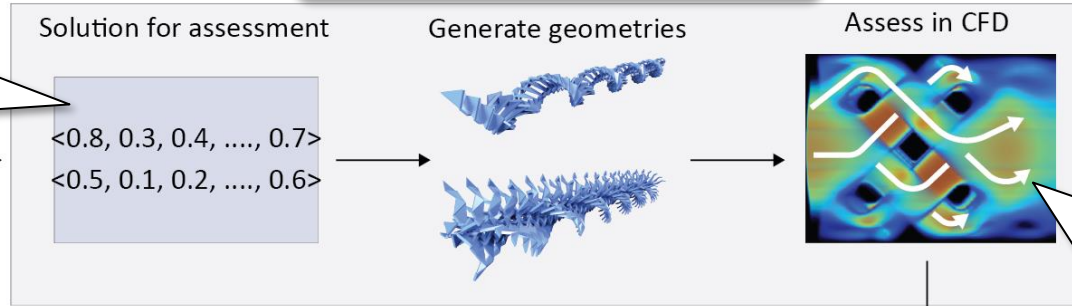 Solution for assessment
Generate geometries
Assess in CFD
<0.8, 0.3, 0.4, ...., 0.7>
<0.5, 0.1, 0.2, ...., 0.6>